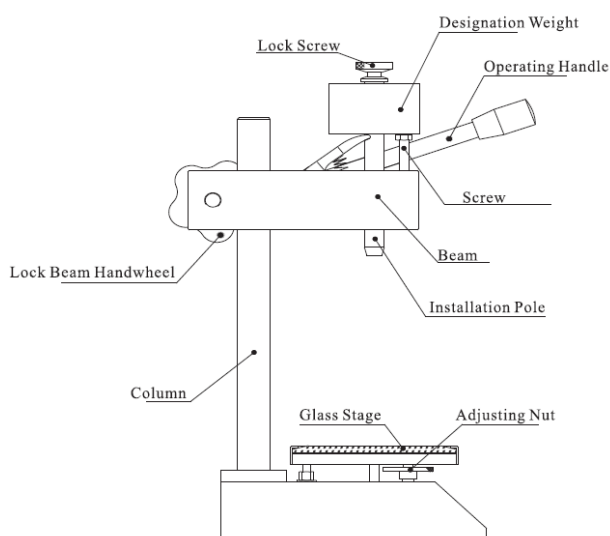 Designation Weight
Lock Screw
Operating Handle
Screw
Beam
Lock Beam Handwheel
Installation Pole
Column
Glass Stage
Adjusting Nut